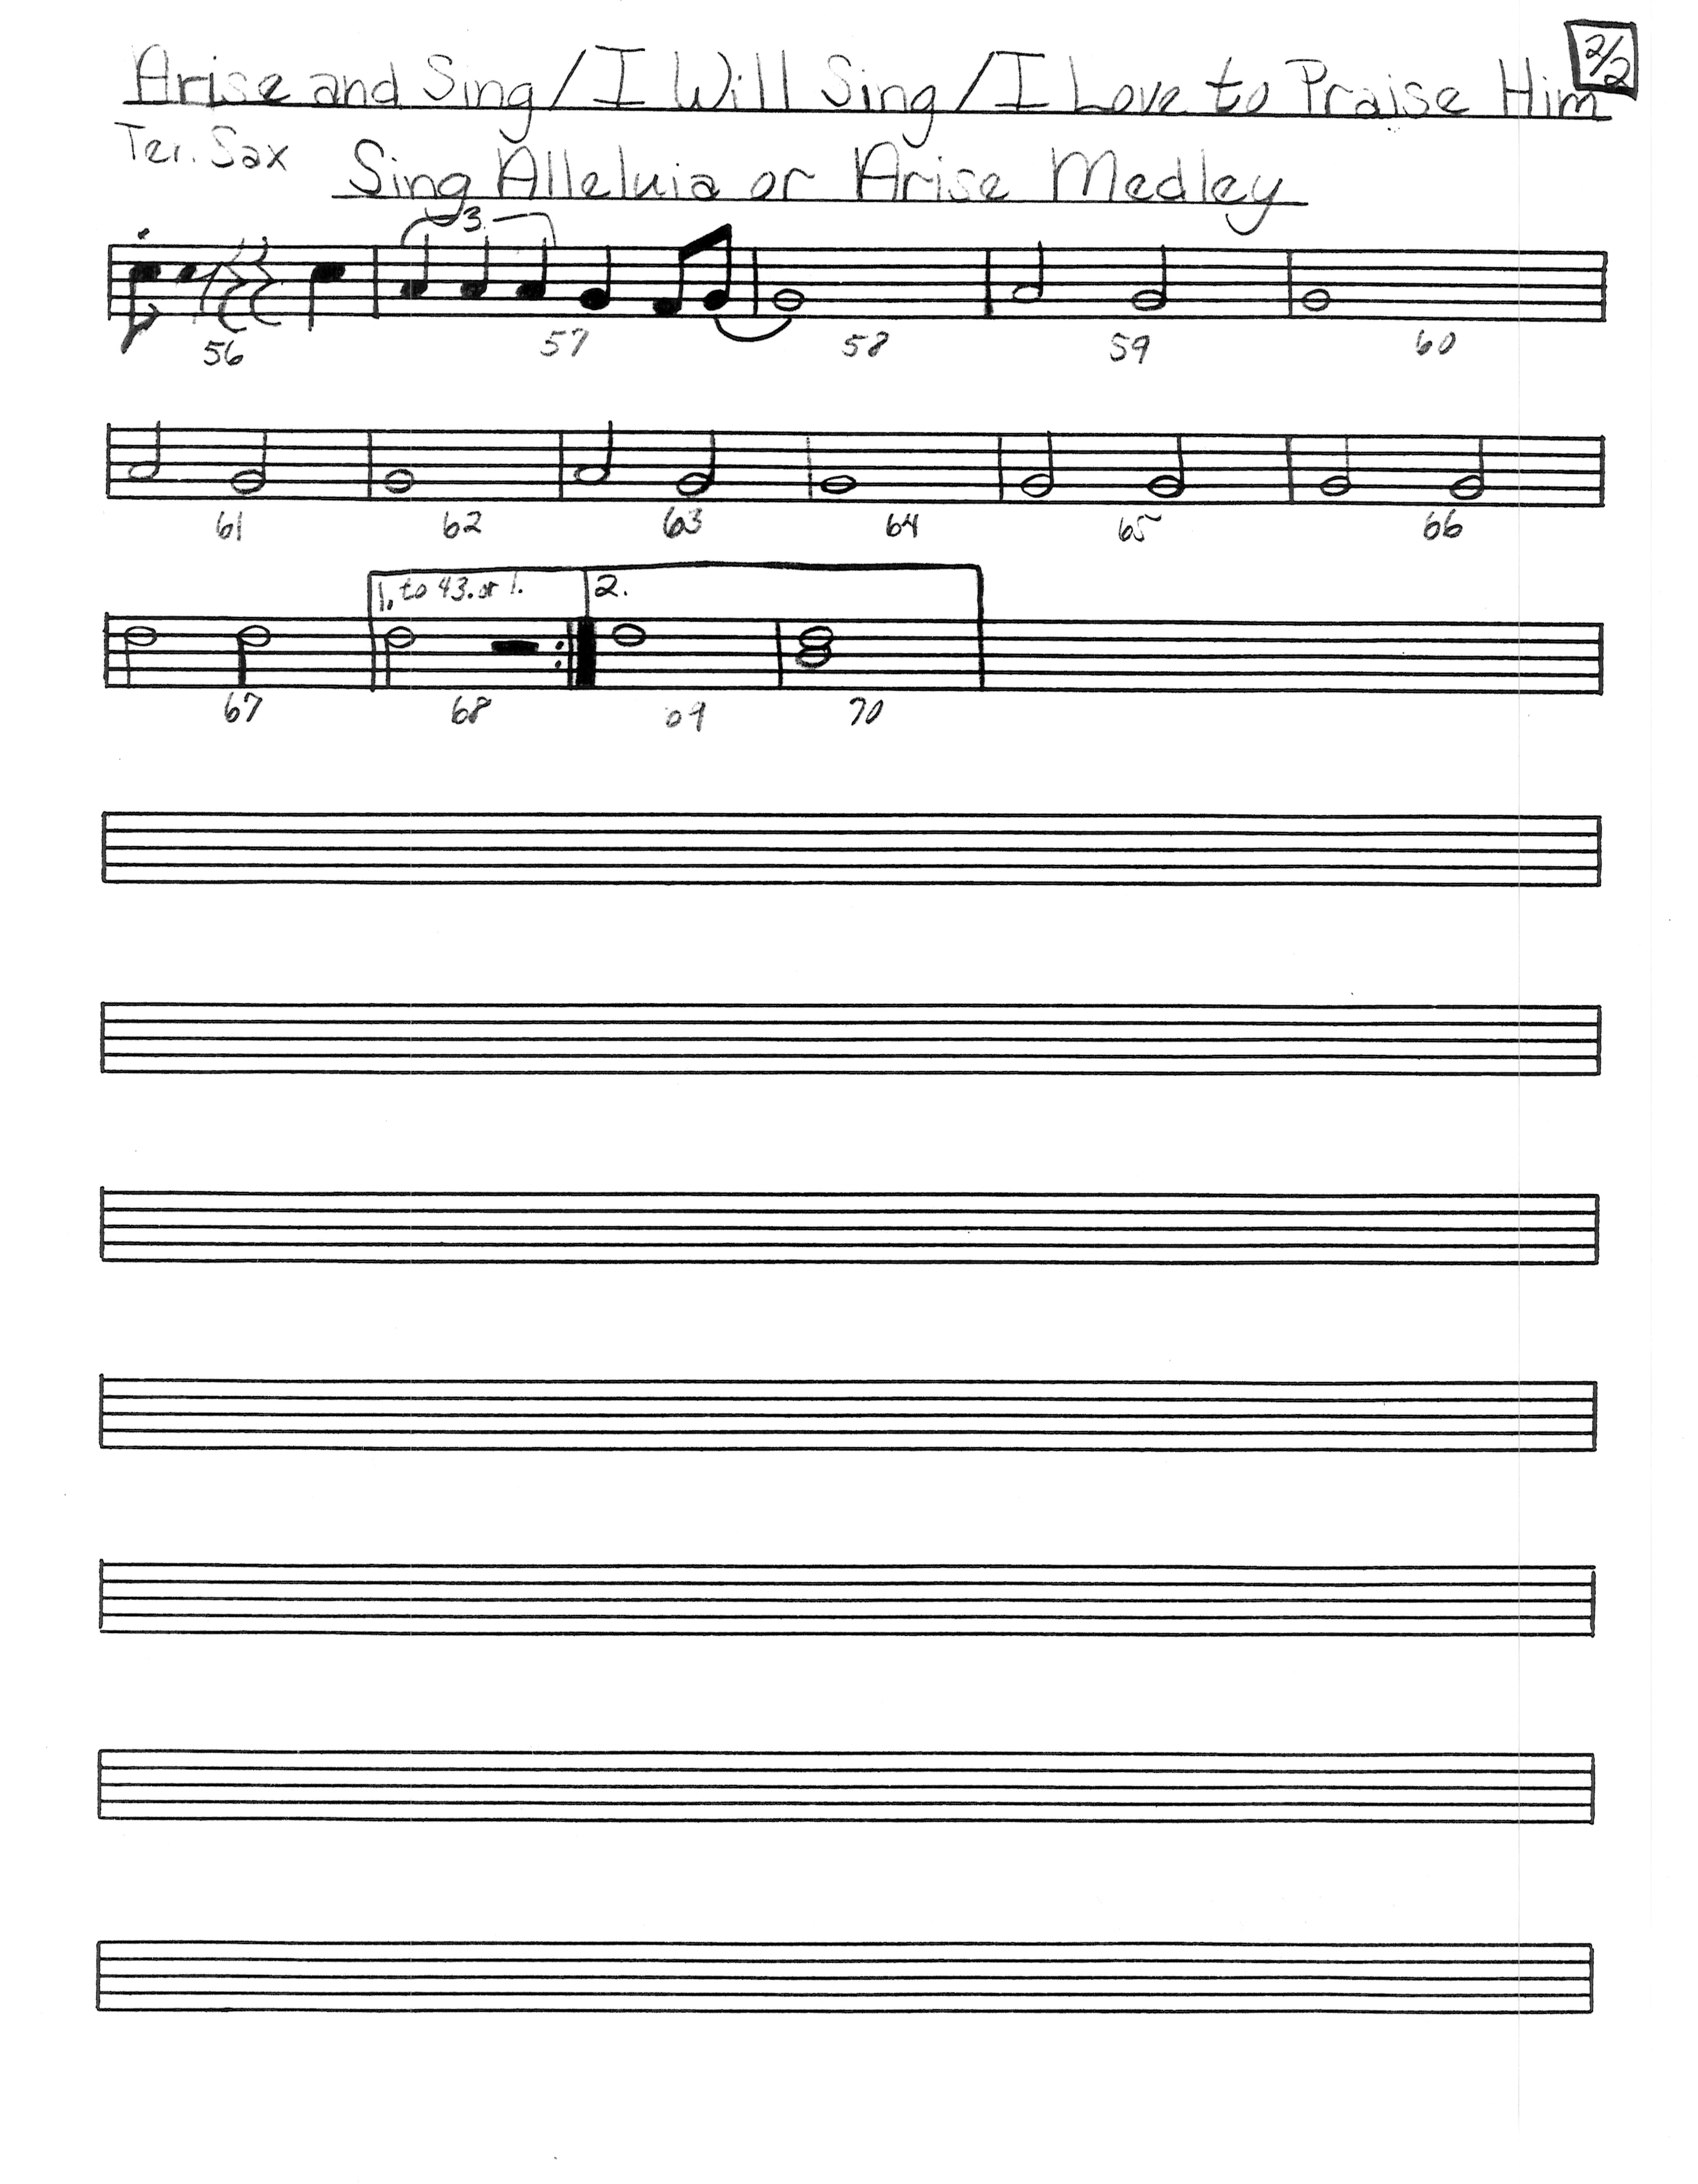 2/2
Arise and Sing/I Will Sing/I Love to Praise Him
Ter. Sax Sing Alleluia or Arise Medley
3
56 57 58 59 60
61 62 63 64 65 66
1. to 43. or 1. 2.
67 68 69 70